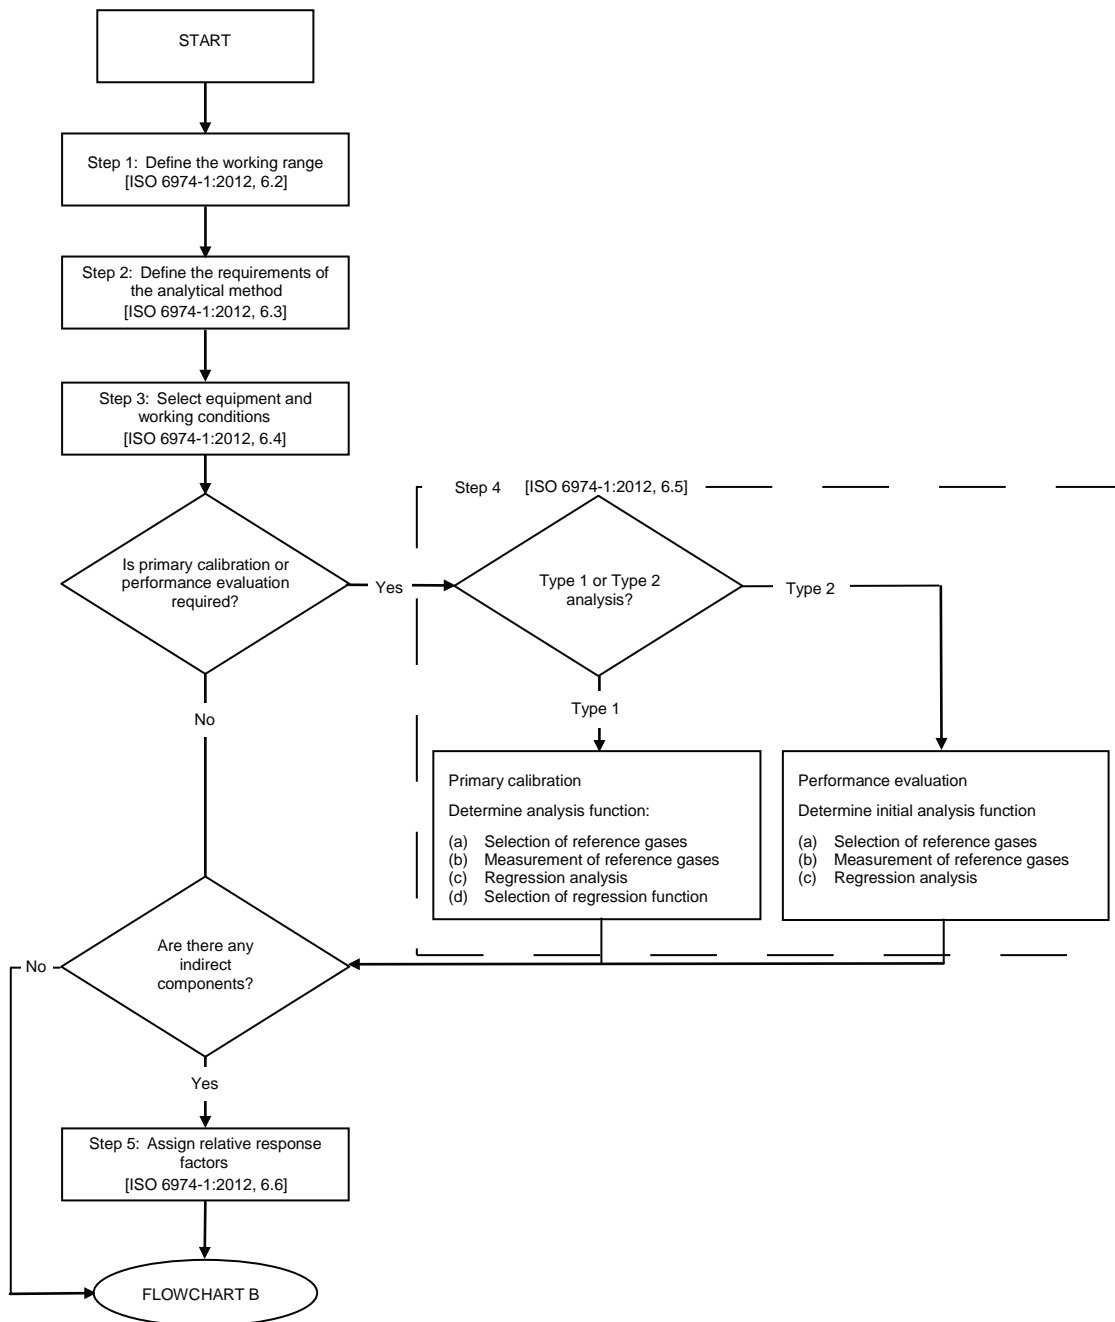 START
Step 1: Define the working range
[ISO 6974-1:2012, 6.2]
Step 2: Define the requirements of
the analytical method
[ISO 6974-1:2012, 6.3]
Step 3: Select equipment and
working conditions
[ISO 6974-1:2012, 6.4]
Step 4 [ISO 6974-1:2012, 6.5]
Is primary calibration or
performance evaluation
required?
Yes
Type 1 or Type 2
analysis?
Type 2
No
Type 1
Primary calibration
Determine analysis function:
(a) Selection of reference gases
(b) Measurement of reference gases
(c) Regression analysis
(d) Selection of regression function
Performance evaluation
Determine initial analysis function
(a) Selection of reference gases
(b) Measurement of reference gases
(c) Regression analysis
Are there any
indirect
components?
No
Yes
Step 5: Assign relative response
factors
[ISO 6974-1:2012, 6.6]
FLOWCHART B